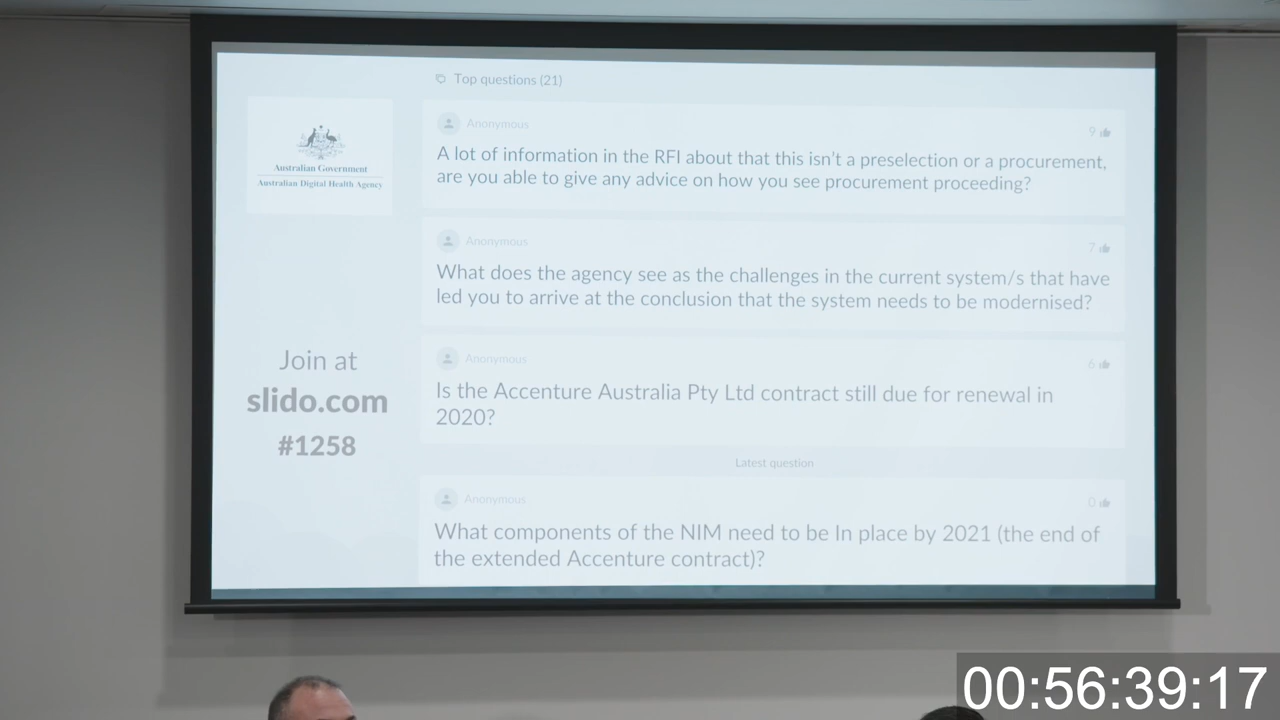 Top questions (21)
Australian Government
Australian Digital Health Agency
Anonymous
9
A lot of information in the RFI about that this isn't a preselection or a procurement,
are you able to give any advice on how you see procurement proceeding?
Anonymous
7
What does the agency see as the challenges in the current system/s that have
led you to arrive at the conclusion that the system needs to be modernised?
Anonymous
6
Is the Accenture Australia Pty Ltd contract still due for renewal in
2020?
Join at
slido.com
#1258
Latest question
Anonymous
0
What components of the NIM need to be In place by 2021 (the end of
the extended Accenture contract)?
00:56:39:17